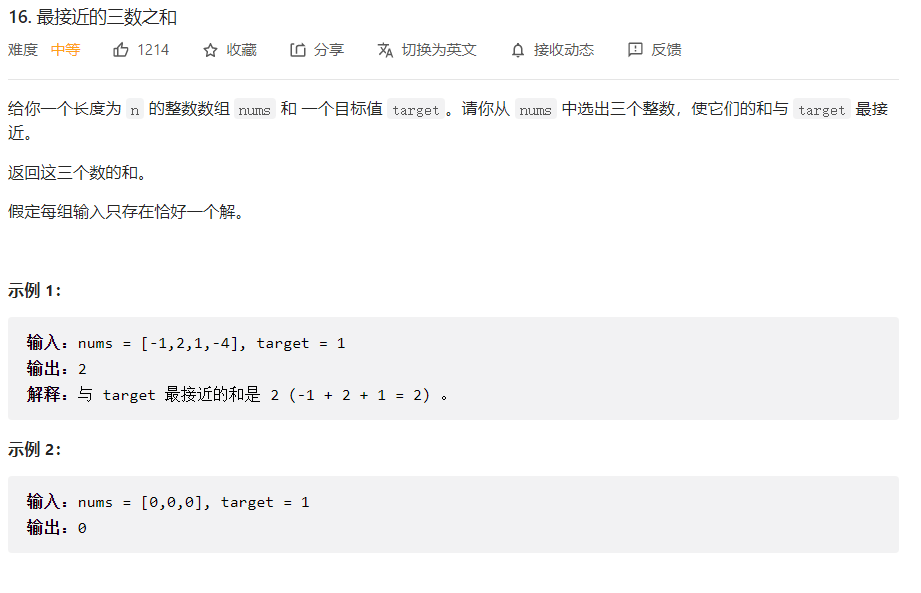 16. 最接近的三数之和
难度 中等 1214 收藏 分享 切换为英文 接收动态 反馈
给你一个长度为 n 的整数数组 nums 和 一个目标值 target。请你从 nums 中选出三个整数，使它们的和与 target 最接
近。
返回这三个数的和。
假定每组输入只存在恰好一个解。
示例 1：
输入：nums = [-1,2,1,-4], target = 1
输出：2
解释：与 target 最接近的和是 2 (-1 + 2 + 1 = 2) 。
示例 2：
输入：nums = [0,0,0], target = 1
输出：0